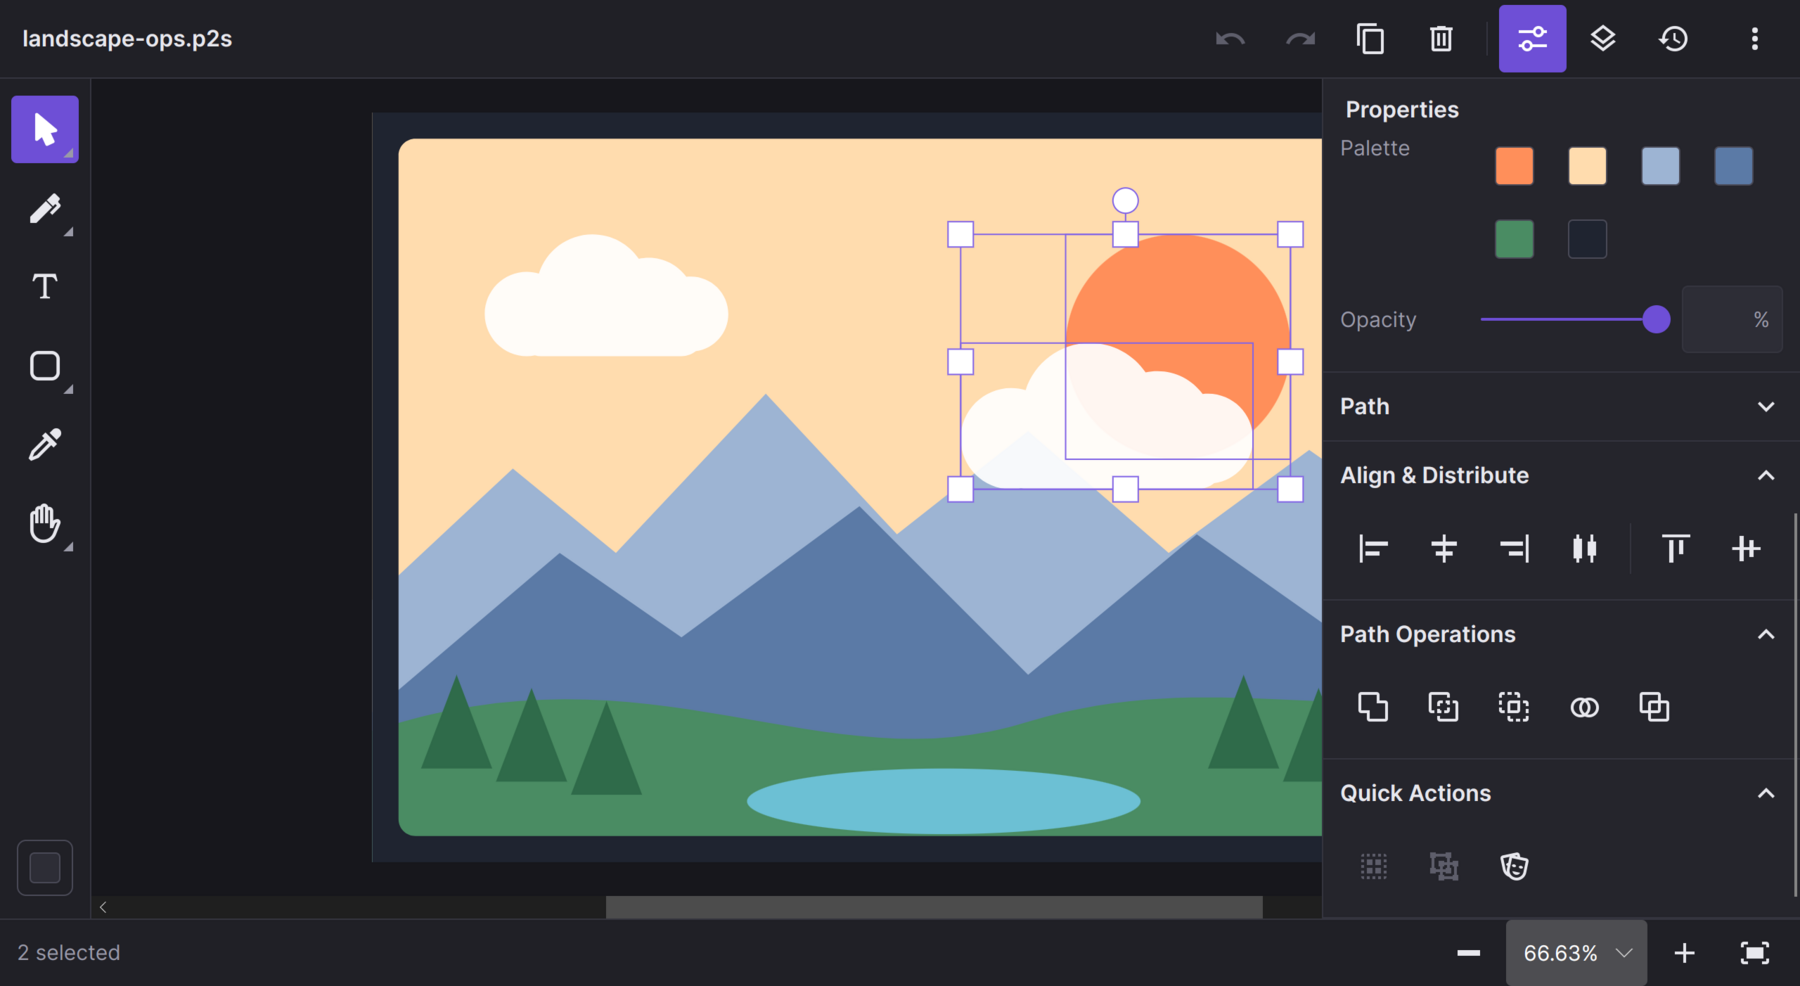 landscape-ops.p2s
Properties
Palette
Opacity
%
Path
Align & Distribute
Path Operations
Quick Actions
2 selected
66.63%